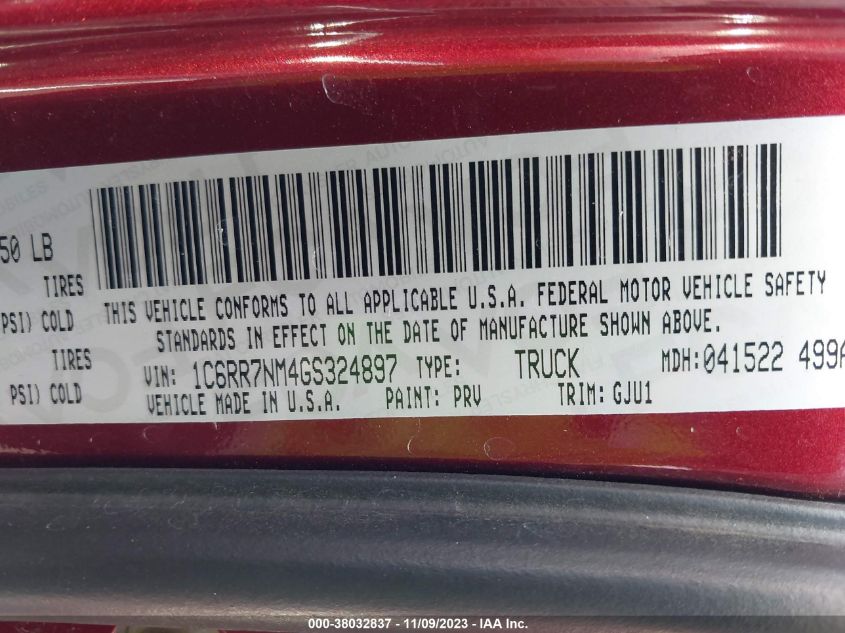 50 LB
TIRES
PSI) COLD
TIRES
PSI) COLD
THIS VEHICLE CONFORMS TO ALL APPLICABLE U.S.A. FEDERAL MOTOR VEHICLE SAFETY
STANDARDS IN EFFECT ON THE DATE OF MANUFACTURE SHOWN ABOVE.
VIN: 1C6RR7NM4GS324897 TYPE: TRUCK MDH:041522 499A
VEHICLE MADE IN U.S.A. PAINT: PRV TRIM: GJU1
000-38032837 - 11/09/2023 - IAA Inc.